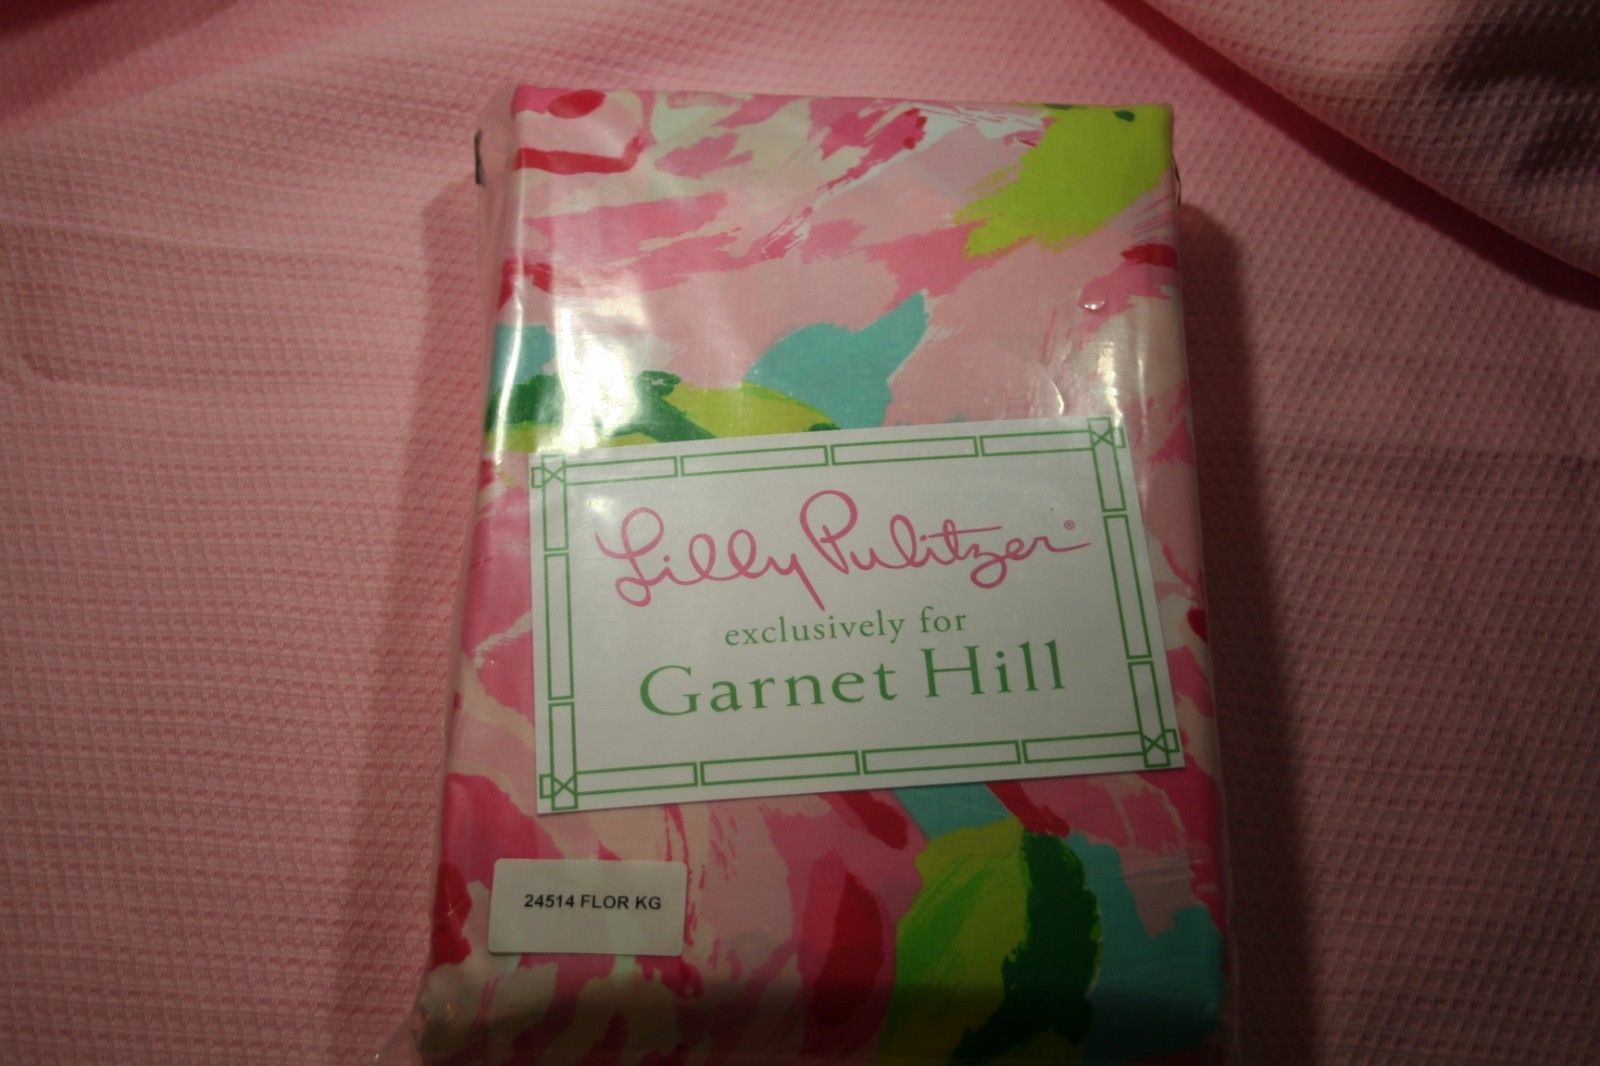 Lilly Pulitzer®
exclusively for
Garnet Hill
24514 FLOR KG